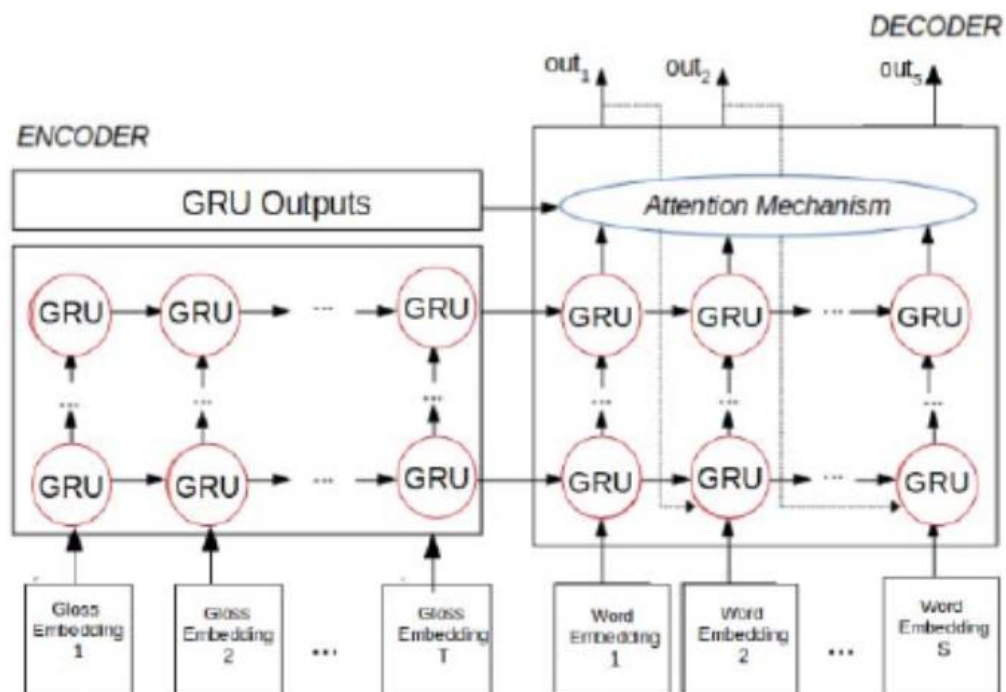 DECODER
out1 out2 outs
ENCODER
GRU Outputs
Attention Mechanism
GRU GRU ... GRU GRU GRU ... GRU
... ... ... ... ... ...
GRU GRU ... GRU GRU GRU ... GRU
Gloss Embedding 1
Gloss Embedding 2
...
Gloss Embedding T
Word Embedding 1
Word Embedding 2
...
Word Embedding S